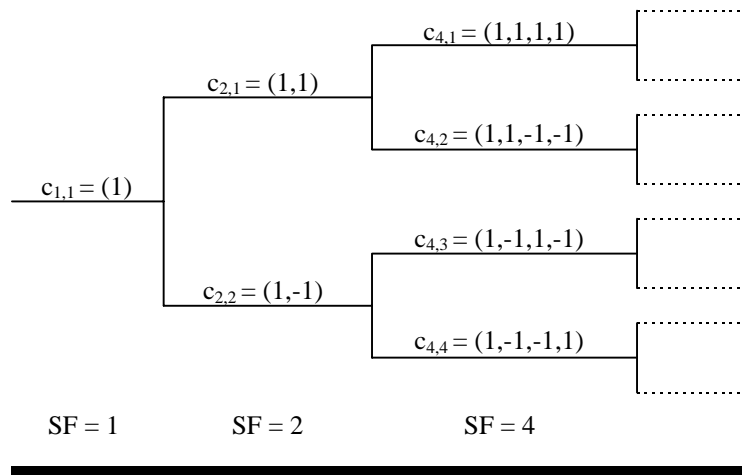 c4,1 = (1,1,1,1)
c2,1 = (1,1)
c4,2 = (1,1,-1,-1)
c1,1 = (1)
c4,3 = (1,-1,1,-1)
c2,2 = (1,-1)
c4,4 = (1,-1,-1,1)
SF = 1 SF = 2 SF = 4